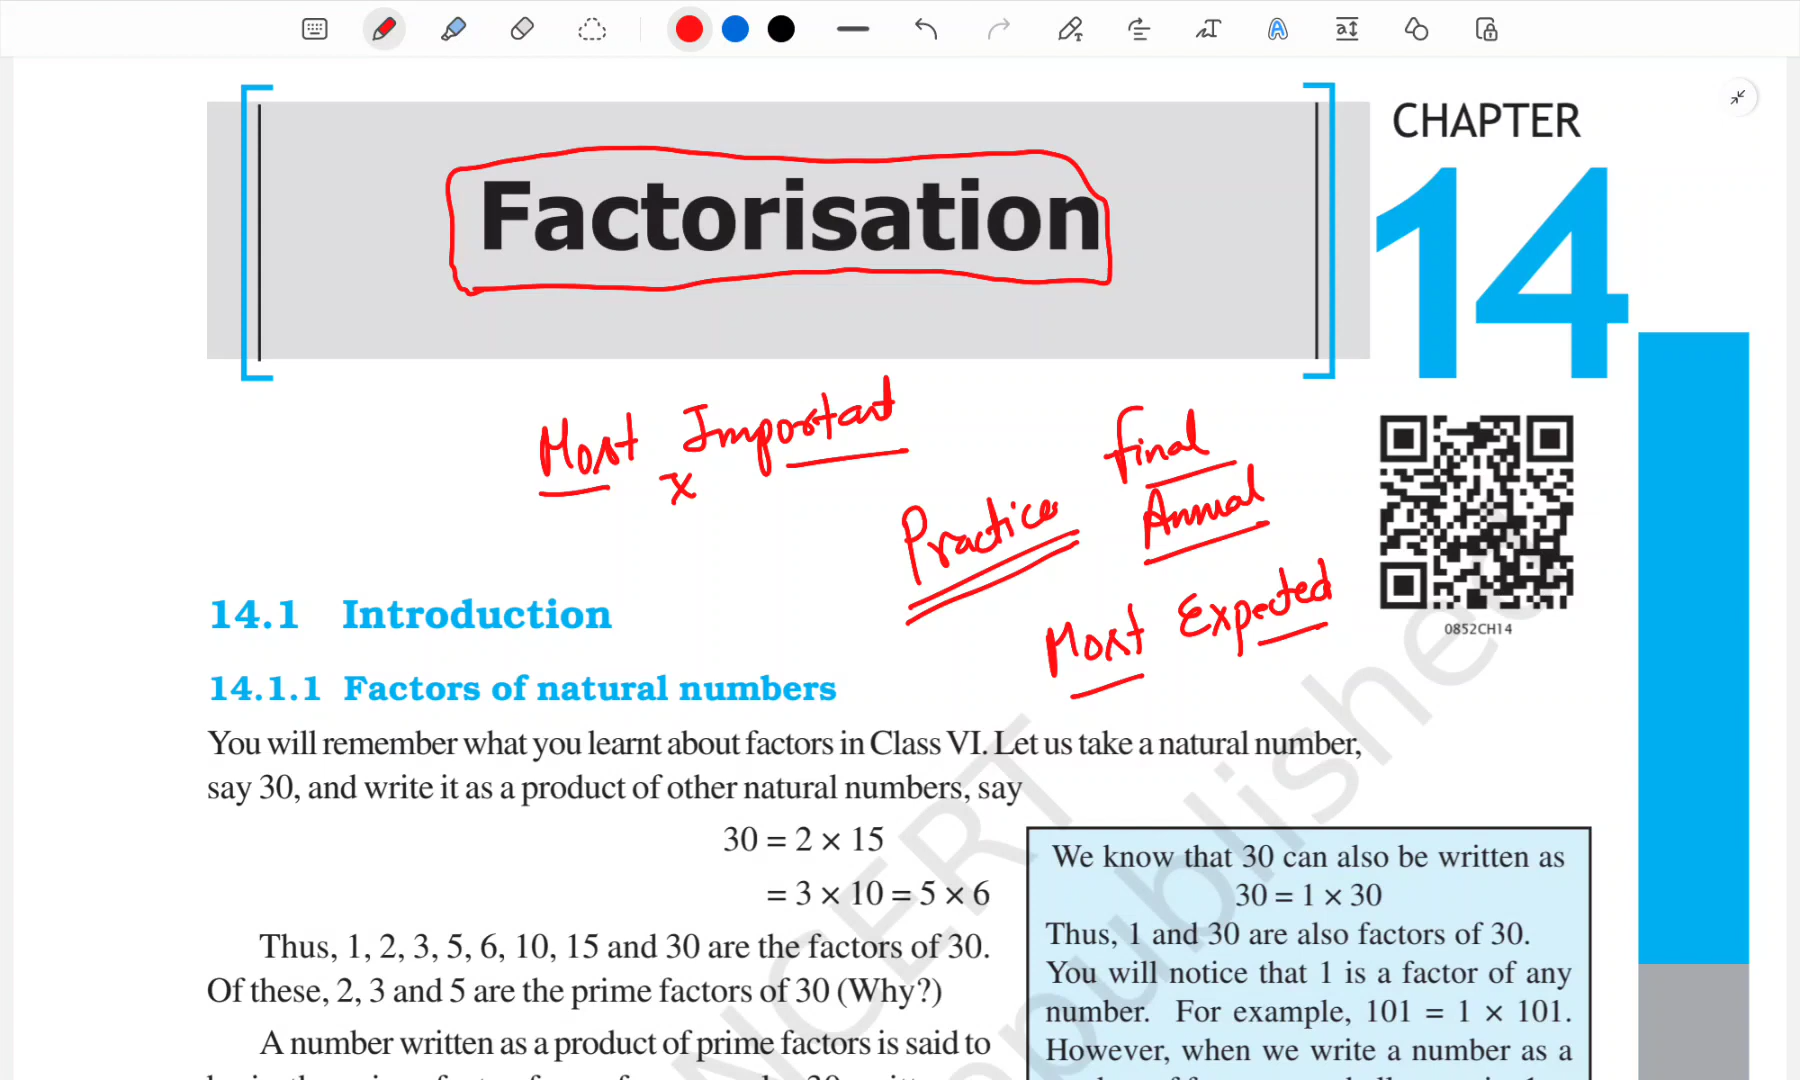 Factorisation
CHAPTER
14
Most Important
x
Final
Annual
Practice
Most Expected
0852CH14
14.1 Introduction
14.1.1 Factors of natural numbers
You will remember what you learnt about factors in Class VI. Let us take a natural number,
say 30, and write it as a product of other natural numbers, say
30 = 2 × 15
= 3 × 10 = 5 × 6
Thus, 1, 2, 3, 5, 6, 10, 15 and 30 are the factors of 30.
Of these, 2, 3 and 5 are the prime factors of 30 (Why?)
A number written as a product of prime factors is said to
We know that 30 can also be written as
30 = 1 × 30
Thus, 1 and 30 are also factors of 30.
You will notice that 1 is a factor of any
number. For example, 101 = 1 × 101.
However, when we write a number as a
NCERT
republished